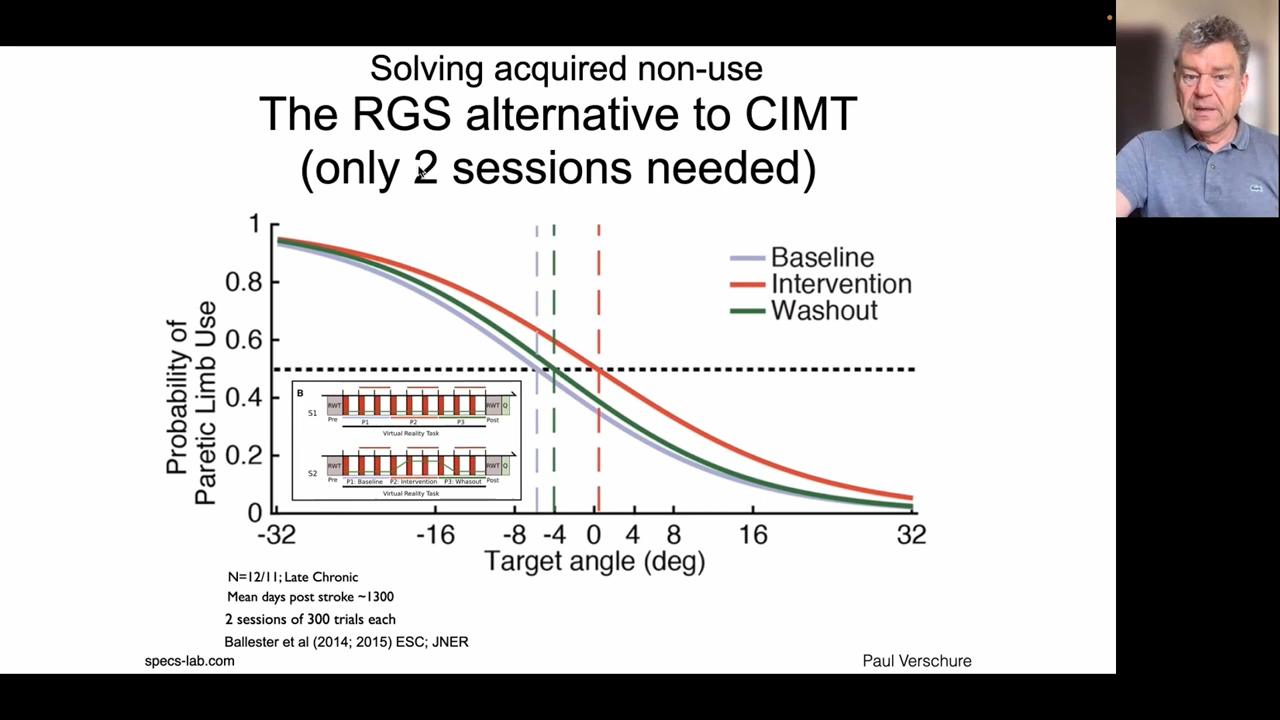 Solving acquired non-use
The RGS alternative to CIMT
(only 2 sessions needed)
1
0.8
0.6
0.4
0.2
0
Probability of
Paretic Limb Use
Baseline
Intervention
Washout
B
S1
RWT
RWT Q
Pre
P1
P2
P3
Post
Virtual Reality Task
S2
RWT
RWT Q
Pre
P1: Baseline
P2: Intervention
P3: Whasout
Post
Virtual Reality Task
-32 -16 -8 -4 0 4 8 16 32
Target angle (deg)
N=12/11; Late Chronic
Mean days post stroke ~1300
2 sessions of 300 trials each
Ballester et al (2014; 2015) ESC; JNER
specs-lab.com
Paul Verschure